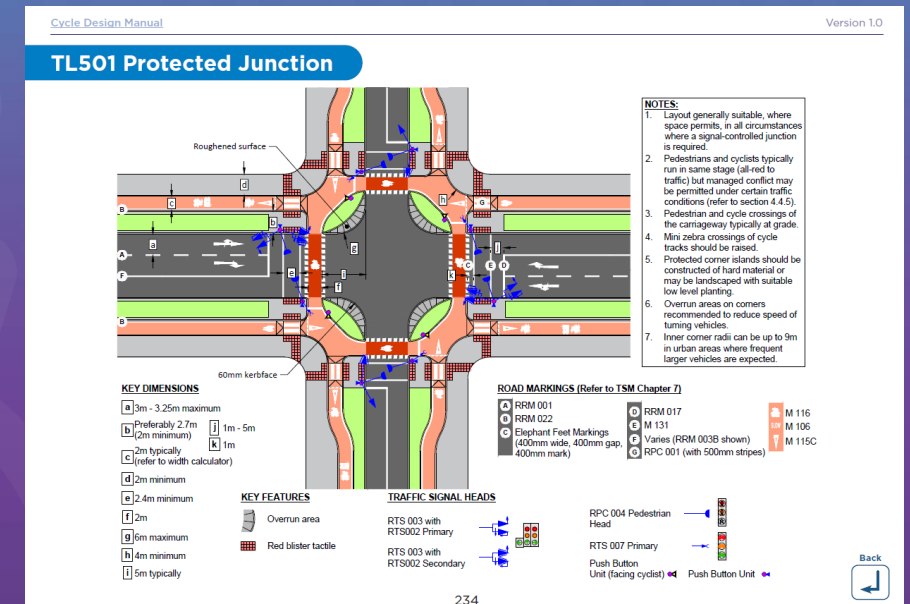 Cycle Design Manual
Version 1.0
TL501 Protected Junction
Roughened surface
60mm kerbface
a
b
c
d
e
f
g
h
i
j
k
A
F
B
B
C
E
D
G
NOTES:
1. Layout generally suitable, where
space permits, in all circumstances
where a signal-controlled junction
is required.
2. Pedestrians and cyclists typically
run in same stage (all-red to
traffic) but managed conflict may
be permitted under certain traffic
conditions (refer to section 4.4.5).
3. Pedestrian and cycle crossings of
the carriageway typically at grade.
4. Mini zebra crossings of cycle
tracks should be raised.
5. Protected corner islands should be
constructed of hard material or
may be landscaped with suitable
low level planting.
6. Overrun areas on corners
recommended to reduce speed of
turning vehicles.
7. Inner corner radii can be up to 9m
in urban areas where frequent
larger vehicles are expected.
KEY DIMENSIONS
a 3m - 3.25m maximum
b Preferably 2.7m
(2m minimum)
c 2m typically
(refer to width calculator)
d 2m minimum
e 2.4m minimum
f 2m
g 6m maximum
h 4m minimum
i 5m typically
j 1m - 5m
k 1m
KEY FEATURES
Overrun area
Red blister tactile
TRAFFIC SIGNAL HEADS
RTS 003 with
RTS002 Primary
RTS 003 with
RTS002 Secondary
RPC 004 Pedestrian
Head
RTS 007 Primary
Push Button
Unit (facing cyclist)
Push Button Unit
ROAD MARKINGS (Refer to TSM Chapter 7)
A RRM 001
B RRM 022
C Elephant Feet Markings
(400mm wide, 400mm gap,
400mm mark)
D RRM 017
E M 131
F Varies (RRM 003B shown)
G RPC 001 (with 500mm stripes)
M 116
M 106
M 115C
Back
234